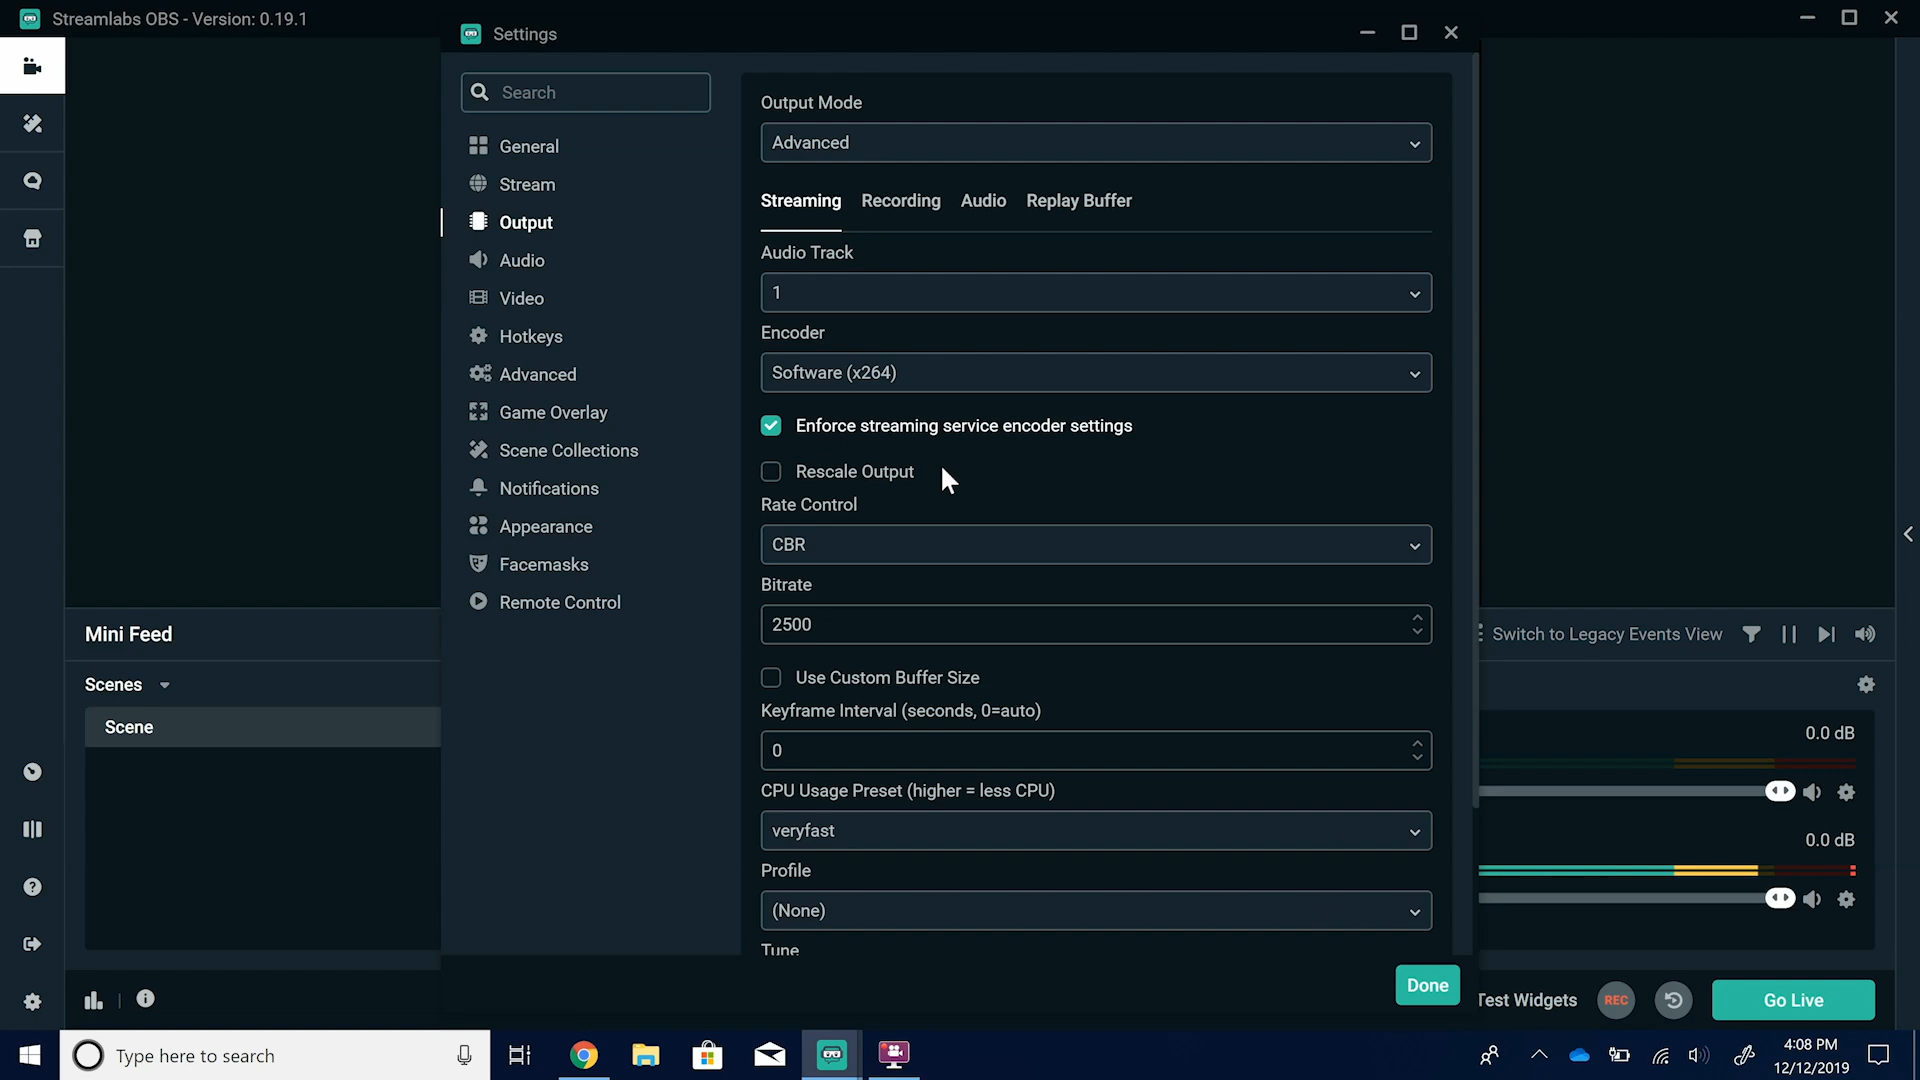 Streamlabs OBS - Version: 0.19.1
Settings
Search
General
Stream
Output
Audio
Video
Hotkeys
Advanced
Game Overlay
Scene Collections
Notifications
Appearance
Facemasks
Remote Control
Output Mode
Advanced
Streaming Recording Audio Replay Buffer
Audio Track
1
Encoder
Software (x264)
Enforce streaming service encoder settings
Rescale Output
Rate Control
CBR
Bitrate
2500
Use Custom Buffer Size
Keyframe Interval (seconds, 0=auto)
0
CPU Usage Preset (higher = less CPU)
veryfast
Profile
(None)
Tune
Done
Mini Feed
Switch to Legacy Events View
Scenes
Scene
0.0 dB
0.0 dB
Test Widgets
REC
Go Live
Type here to search
4:08 PM
12/12/2019